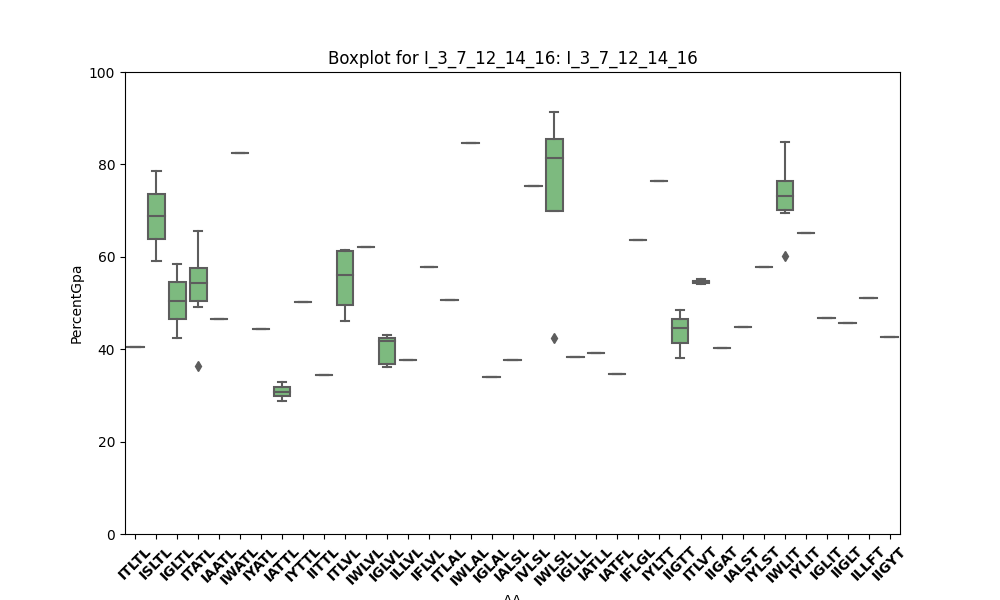 Boxplot for I_3_7_12_14_16: I_3_7_12_14_16
PercentGpa
100
80
60
40
20
0
ITLTL
ISLTL
IGLTL
ITATL
IAATL
IWATL
IYATL
IATTL
IYTTL
IITTL
ITLVL
IWLVL
IGLVL
ILLVL
IFLVL
ITLAL
IWLAL
IGLAL
IALSL
IVLSL
IWLSL
IGLLL
IATLL
IATFL
IFLGL
IYLTT
IIGTT
ITLVT
IIGAT
IALST
IYLST
IWLIT
IYLIT
IGLIT
IIGLT
ILLFT
IIGYT